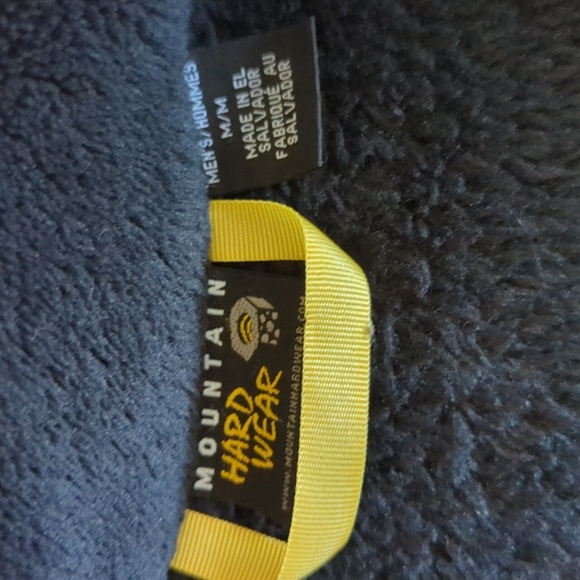 MEN'S/HOMMES
M/M
MADE IN EL
SALVADOR
FABRIQUÉ AU
SALVADOR
MOUNTAIN
HARD
WEAR
WWW.MOUNTAINHARDWEAR.COM